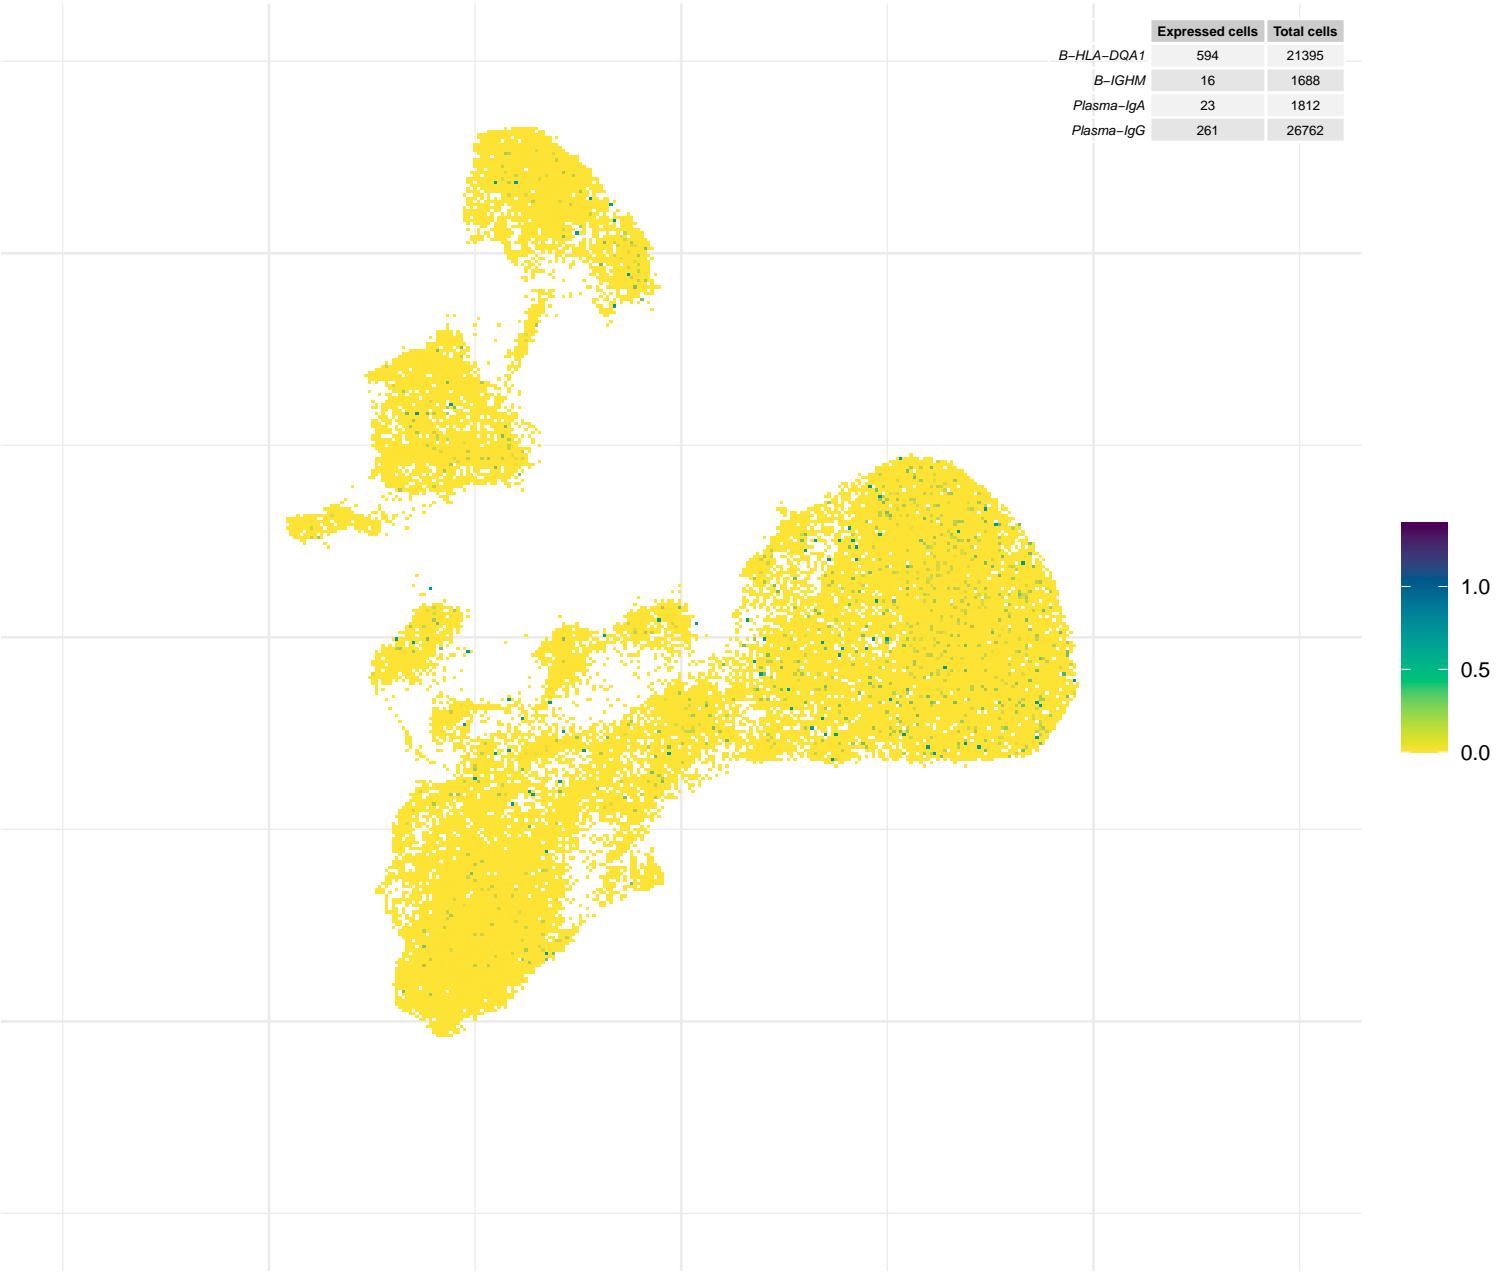 Expressed cells Total cells
B–HLA–DQA1 594 21395
B–IGHM 16 1688
Plasma–IgA 23 1812
Plasma–IgG 261 26762
1.0
0.5
0.0